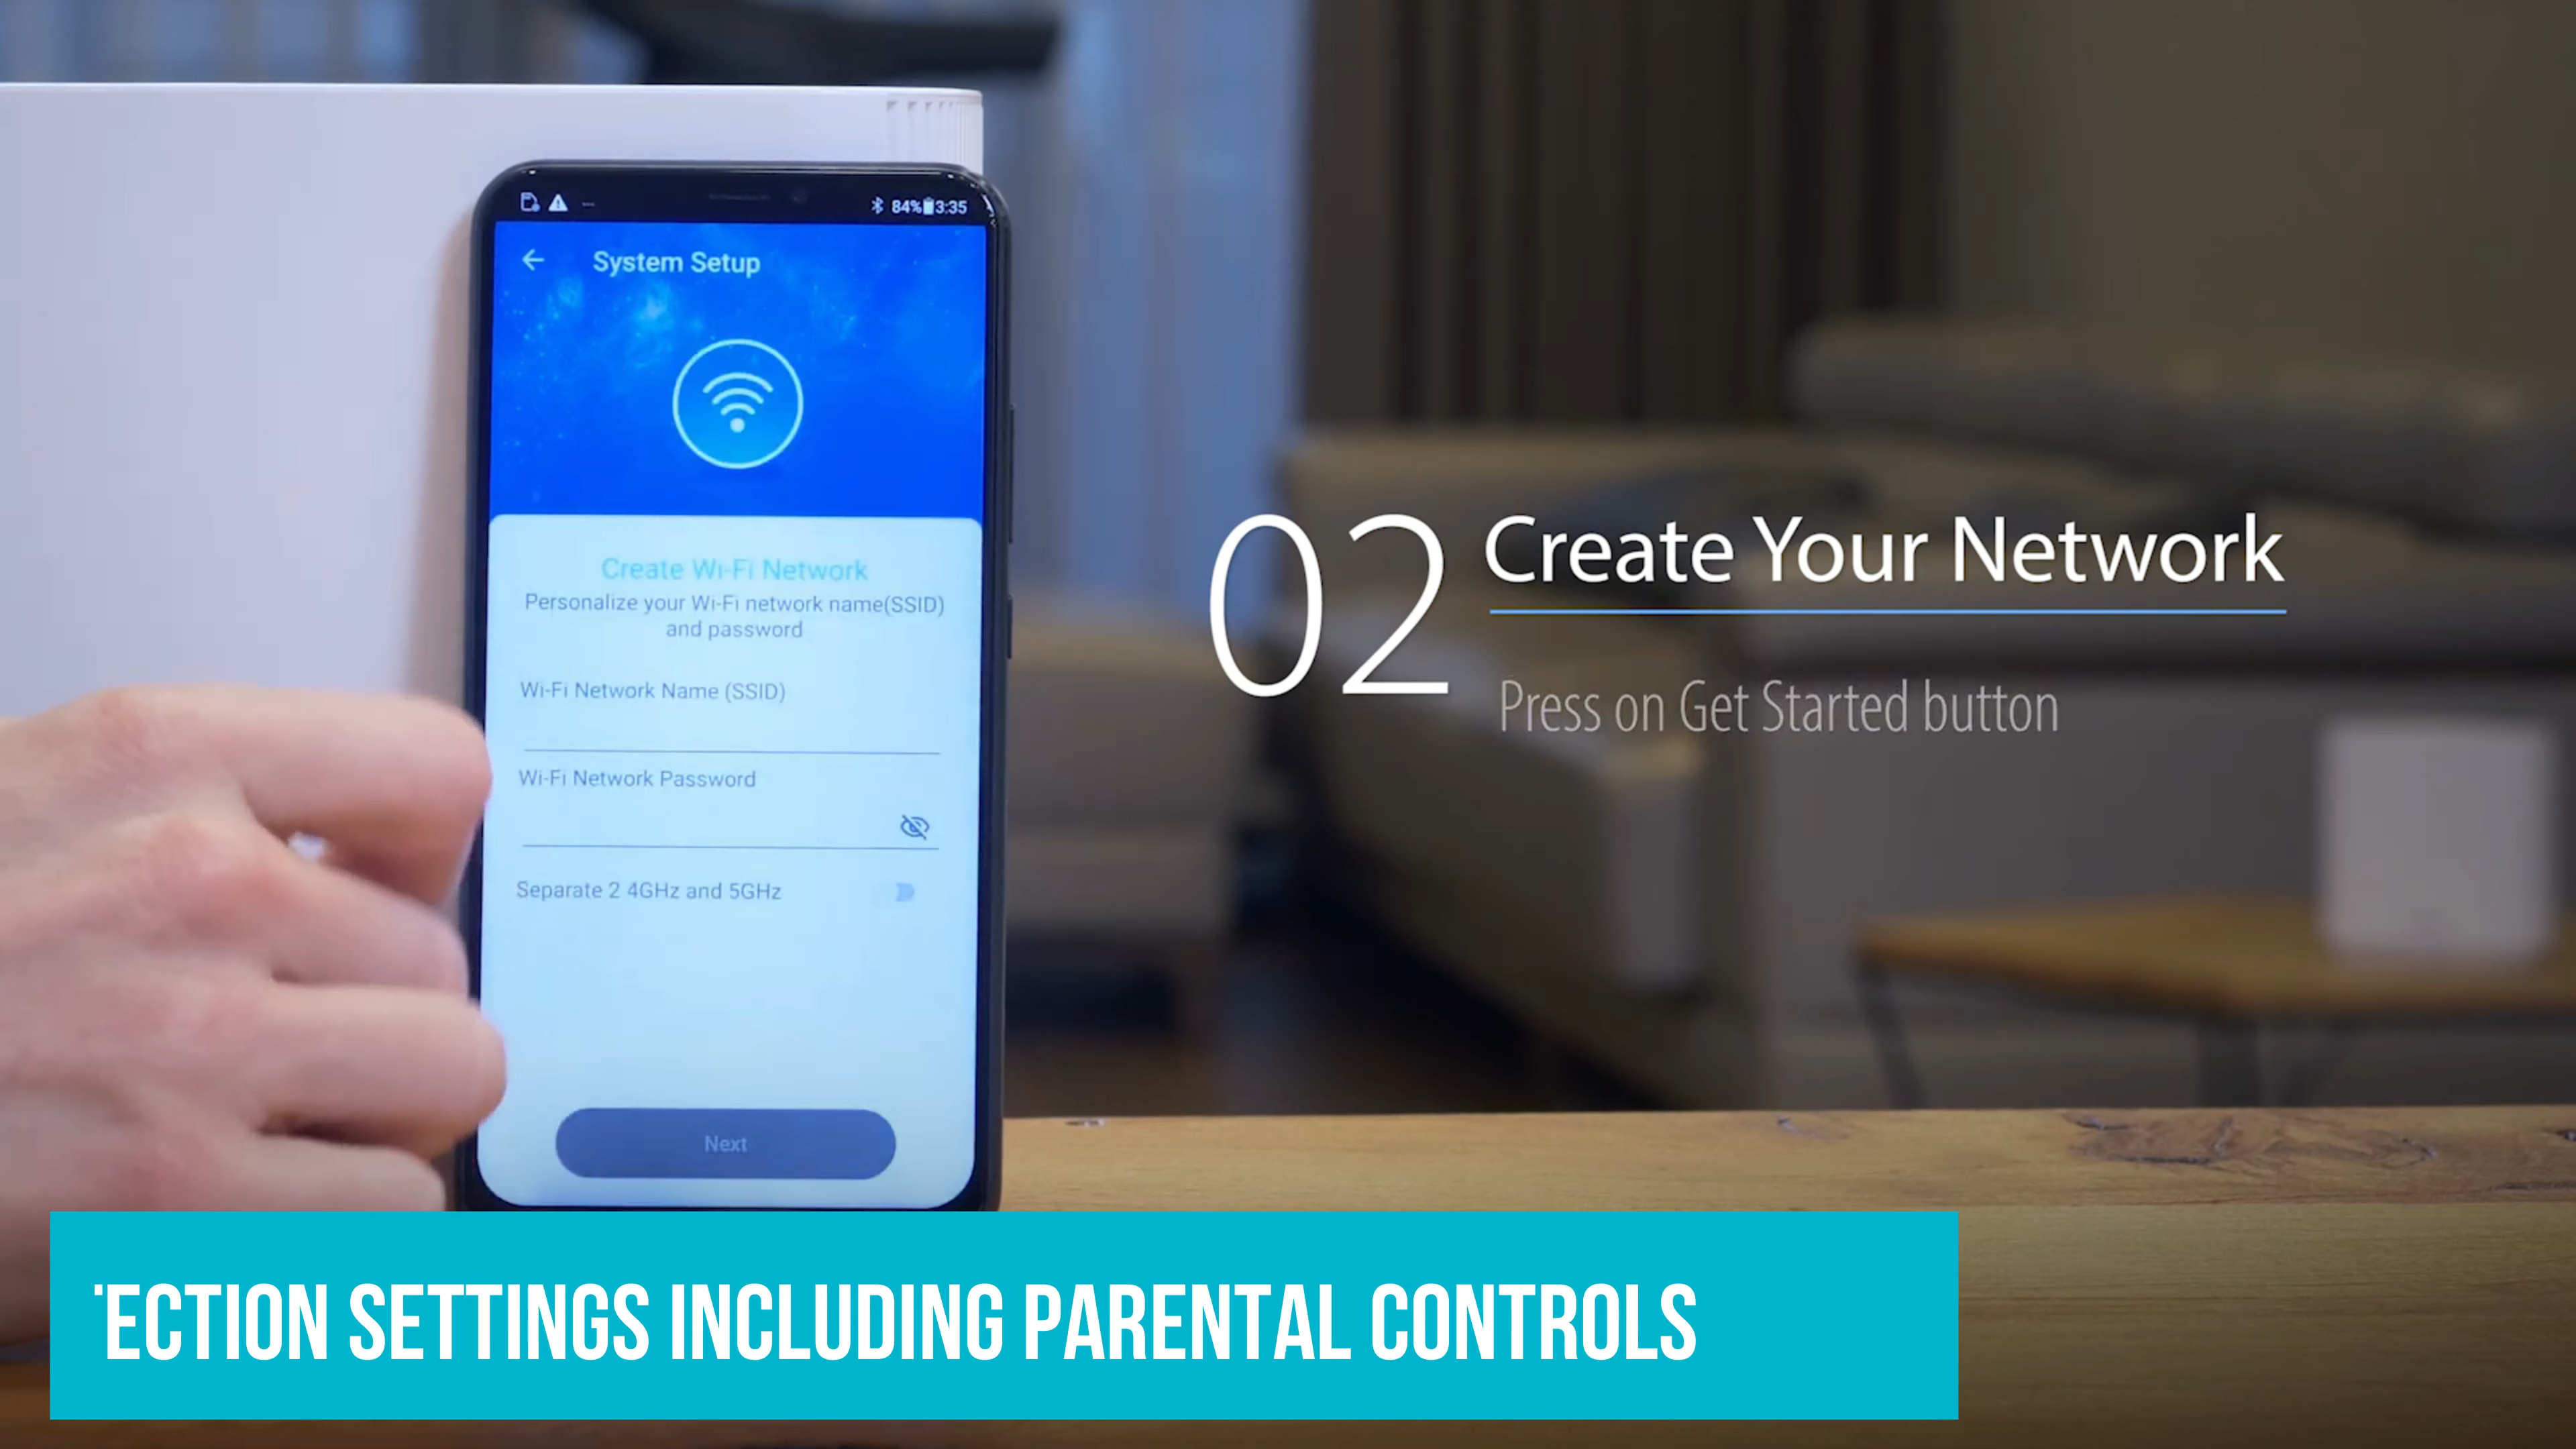 84% 3:35
System Setup
Create Wi-Fi Network
Personalize your Wi-Fi network name(SSID)
and password
Wi-Fi Network Name (SSID)
Wi-Fi Network Password
Separate 2 4GHz and 5GHz
Next
02 Create Your Network
Press on Get Started button
ECTION SETTINGS INCLUDING PARENTAL CONTROLS